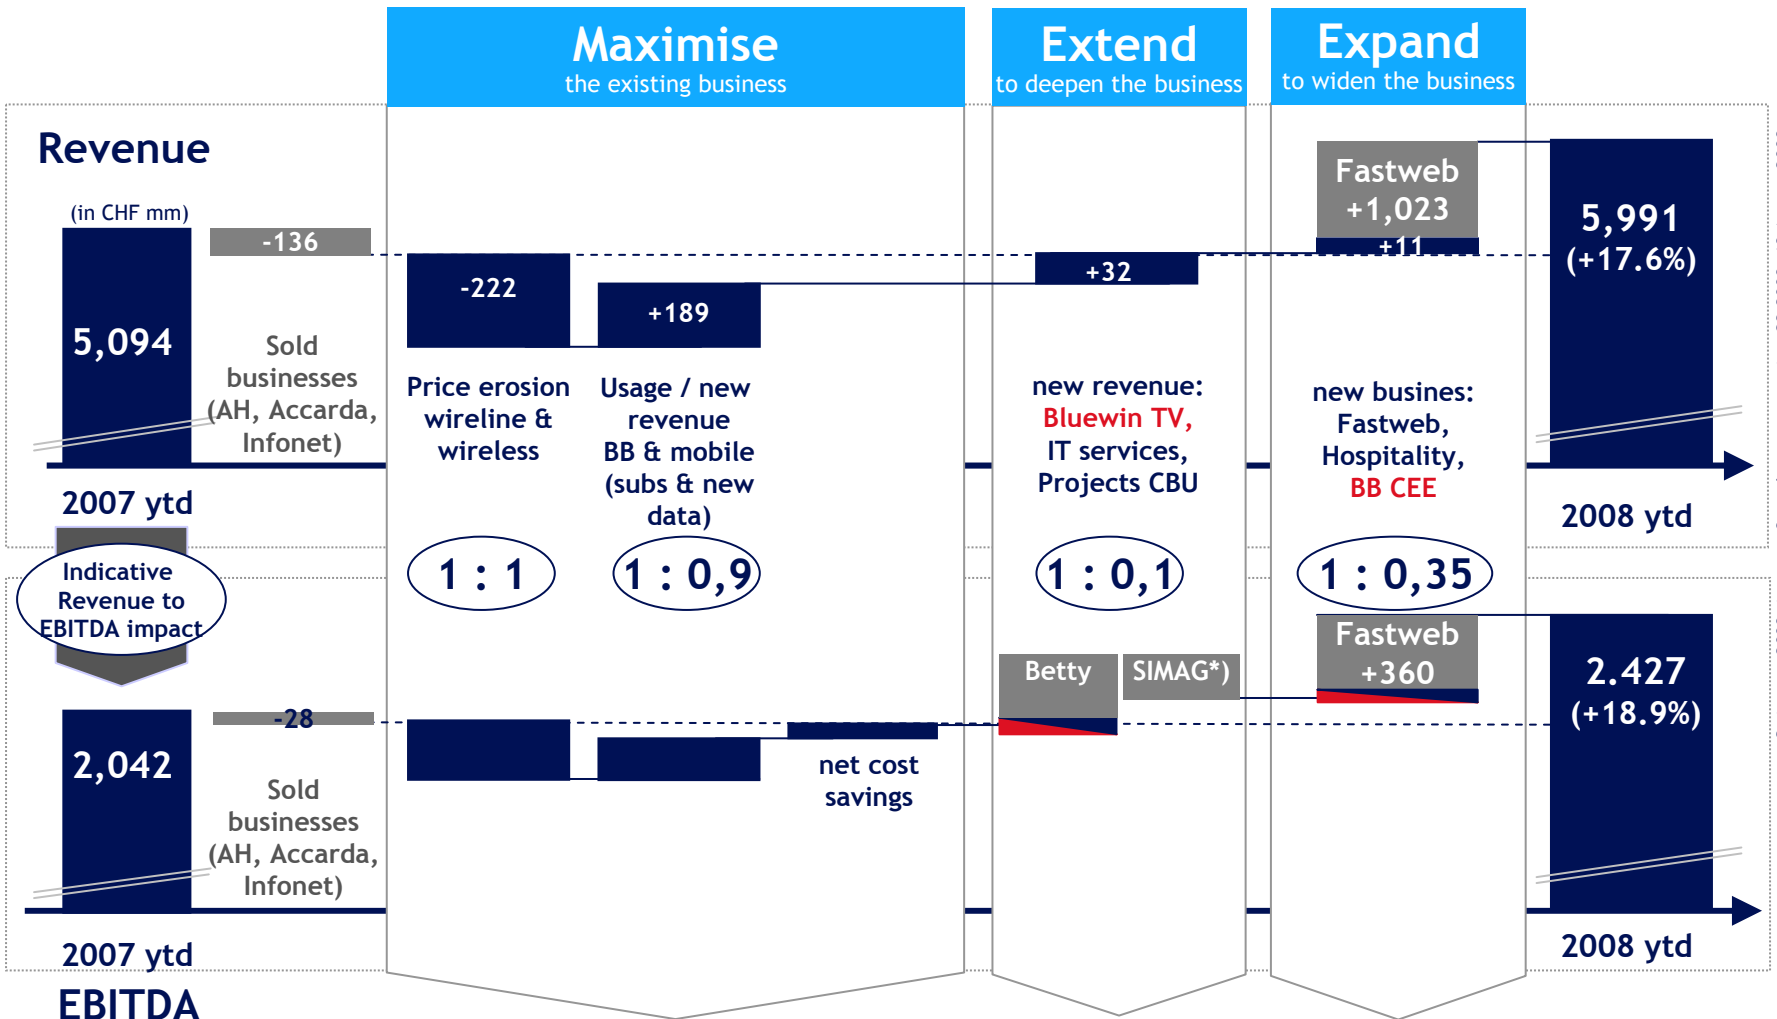 Maximise
the existing business
Extend
to deepen the business
Expand
to widen the business
Revenue
(in CHF mm)
5,094
-136
Sold
businesses
(AH, Accarda,
Infonet)
-222
Price erosion
wireline &
wireless
+189
Usage / new
revenue
BB & mobile
(subs & new
data)
+32
new revenue:
Bluewin TV,
IT services,
Projects CBU
Fastweb
+1,023
+11
new busines:
Fastweb,
Hospitality,
BB CEE
5,991
(+17.6%)
2007 ytd
2008 ytd
Indicative
Revenue to
EBITDA impact
1 : 1
1 : 0,9
1 : 0,1
1 : 0,35
2,042
-28
Sold
businesses
(AH, Accarda,
Infonet)
net cost
savings
Betty
SIMAG*)
Fastweb
+360
2.427
(+18.9%)
2007 ytd
2008 ytd
EBITDA